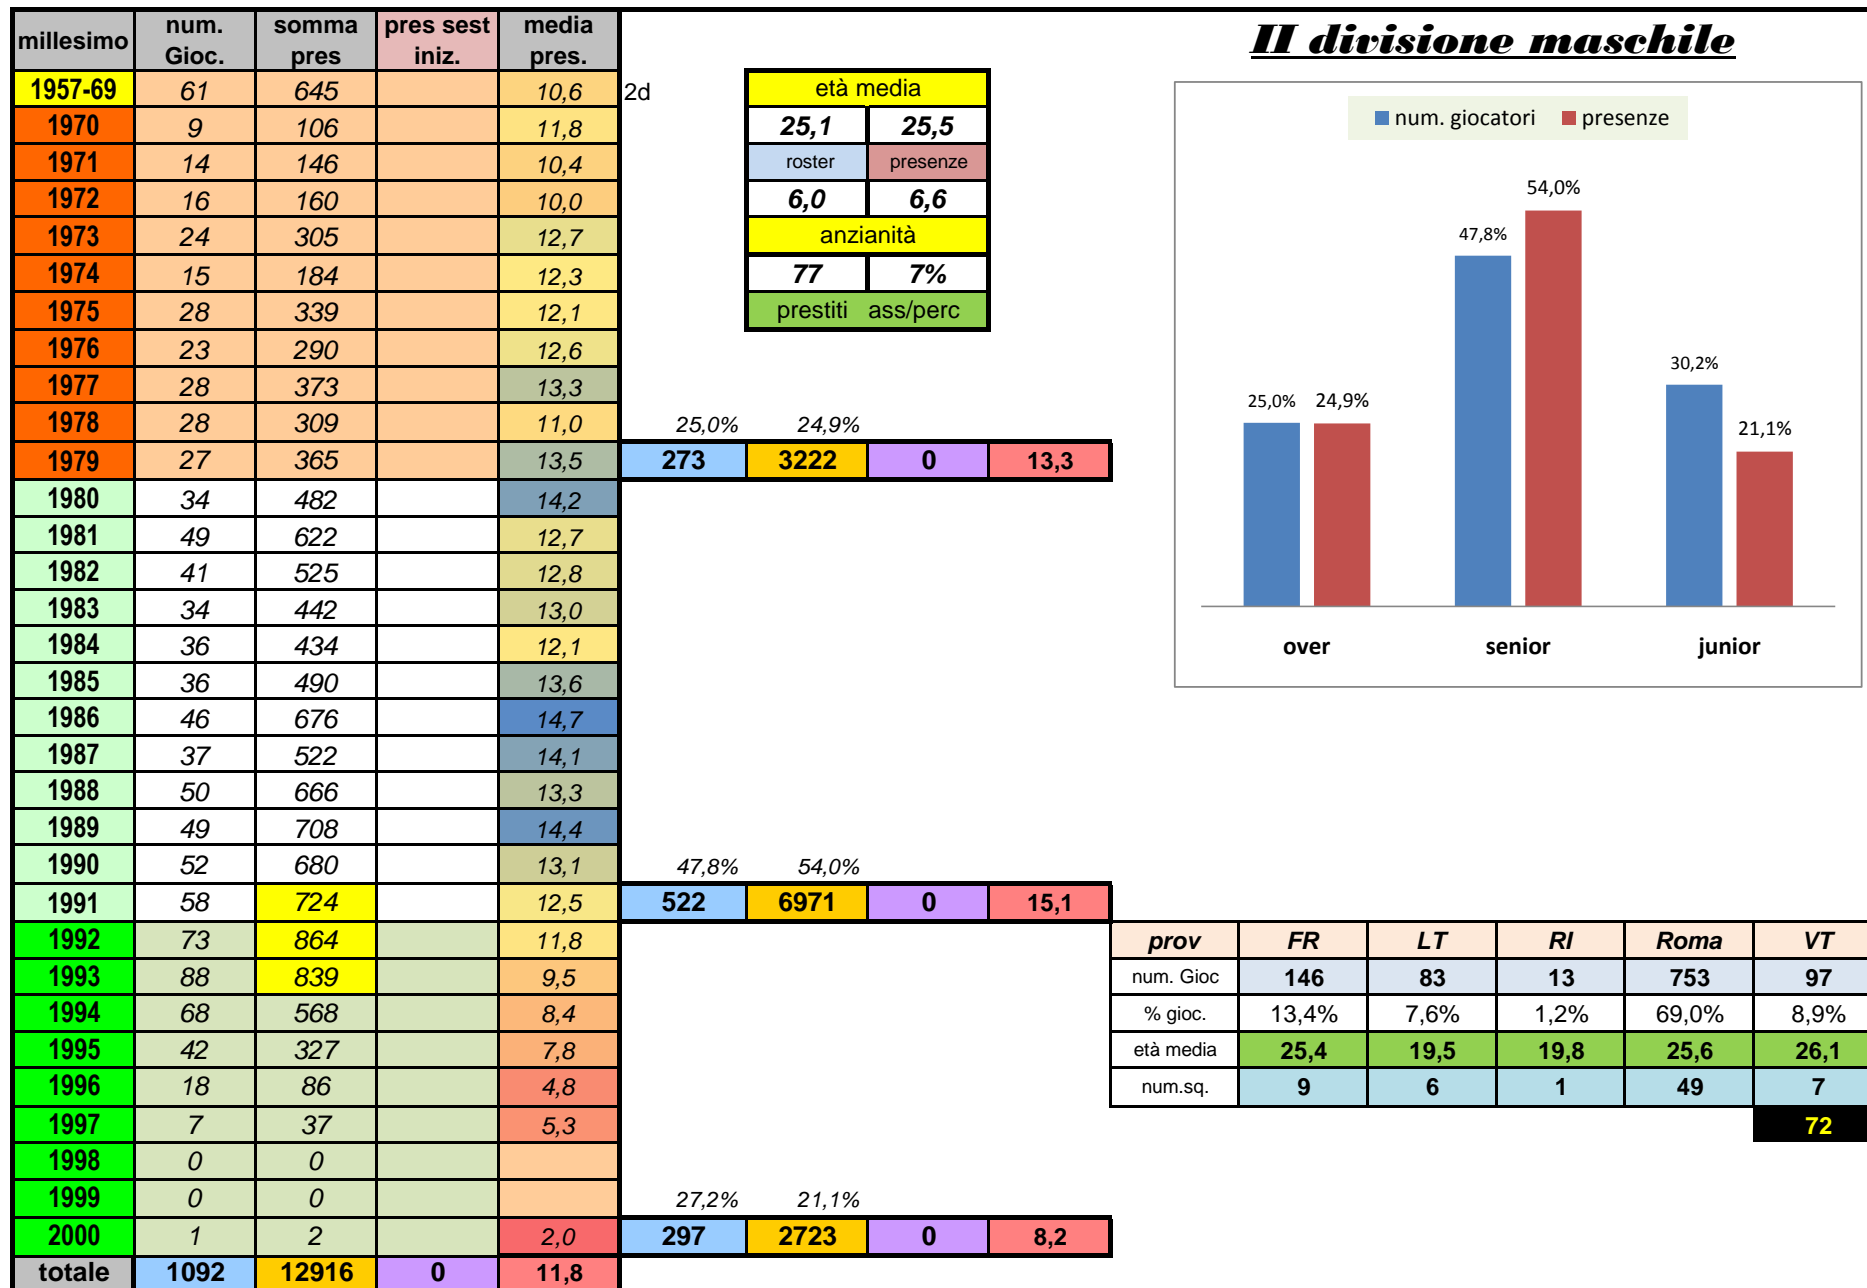 II divisione maschile
millesimo num. Gioc. somma pres pres sest iniz. media pres.
1957-69 61 645 10,6 2d
1970 9 106 11,8
1971 14 146 10,4
1972 16 160 10,0
1973 24 305 12,7
1974 15 184 12,3
1975 28 339 12,1
1976 23 290 12,6
1977 28 373 13,3
1978 28 309 11,0 25,0% 24,9%
1979 27 365 13,5 273 3222 0 13,3
1980 34 482 14,2
1981 49 622 12,7
1982 41 525 12,8
1983 34 442 13,0
1984 36 434 12,1
1985 36 490 13,6
1986 46 676 14,7
1987 37 522 14,1
1988 50 666 13,3
1989 49 708 14,4
1990 52 680 13,1 47,8% 54,0%
1991 58 724 12,5 522 6971 0 15,1
1992 73 864 11,8
1993 88 839 9,5
1994 68 568 8,4
1995 42 327 7,8
1996 18 86 4,8
1997 7 37 5,3
1998 0 0
1999 0 0 27,2% 21,1%
2000 1 2 2,0 297 2723 0 8,2
totale 1092 12916 0 11,8
età media
25,1 25,5
roster presenze
6,0 6,6
anzianità
77 7%
prestiti ass/perc
num. giocatori presenze
54,0%
47,8%
30,2%
25,0% 24,9%
21,1%
over senior junior
prov FR LT RI Roma VT
num. Gioc 146 83 13 753 97
% gioc. 13,4% 7,6% 1,2% 69,0% 8,9%
età media 25,4 19,5 19,8 25,6 26,1
num.sq. 9 6 1 49 7
72